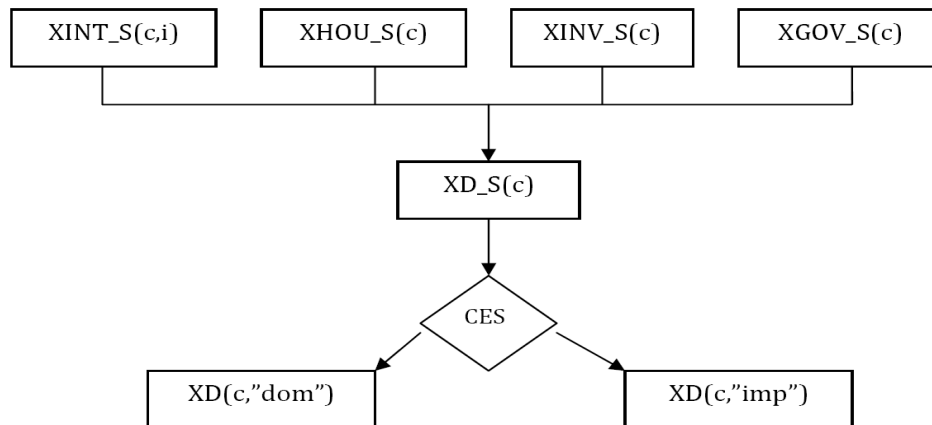 XINT_S(c,i)
XHOU_S(c)
XINV_S(c)
XGOV_S(c)
XD_S(c)
CES
XD(c,”dom”)
XD(c,”imp”)